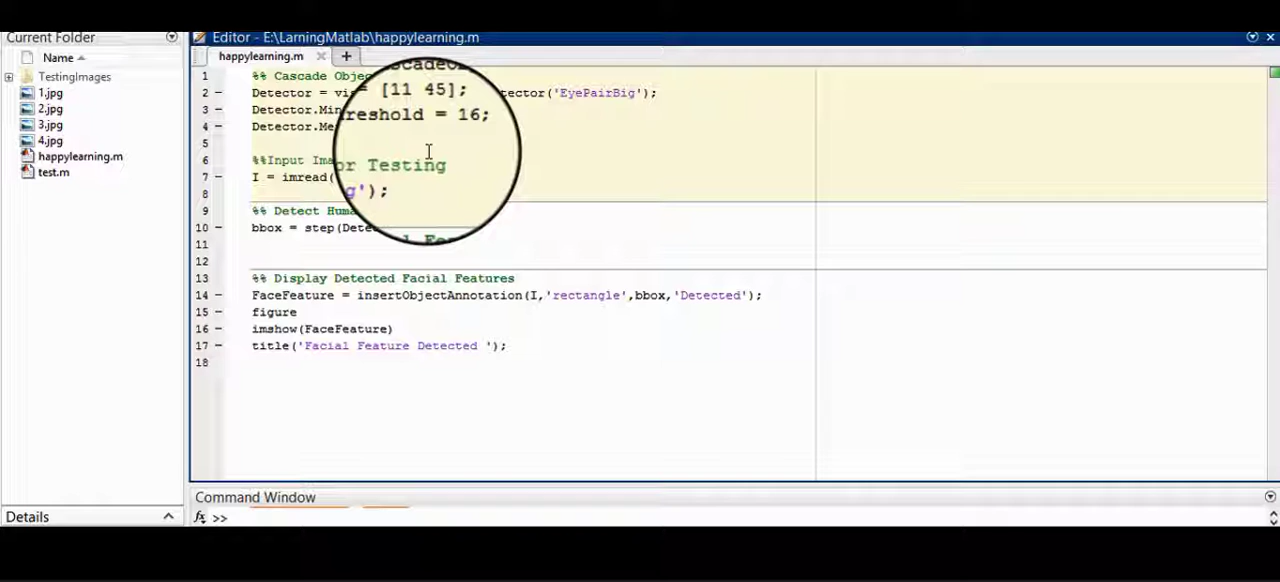 Current Folder
Editor - E:\LarningMatlab\happylearning.m
Name
happylearning.m
TestingImages
1.jpg
2.jpg
3.jpg
4.jpg
happylearning.m
test.m
1 %% Cascade Objec
2 Detector = vis tector('EyePairBig');
3 Detector.Min
4 Detector.Me
5
6 %%Input Ima
7 I = imread(
8
= [11 45];
reshold = 16;
or Testing
g');
9 %% Detect Huma
10 bbox = step(Dete
11
12
13 %% Display Detected Facial Features
14 FaceFeature = insertObjectAnnotation(I,'rectangle',bbox,'Detected');
15 figure
16 imshow(FaceFeature)
17 title('Facial Feature Detected ');
18
Command Window
fx >>
Details